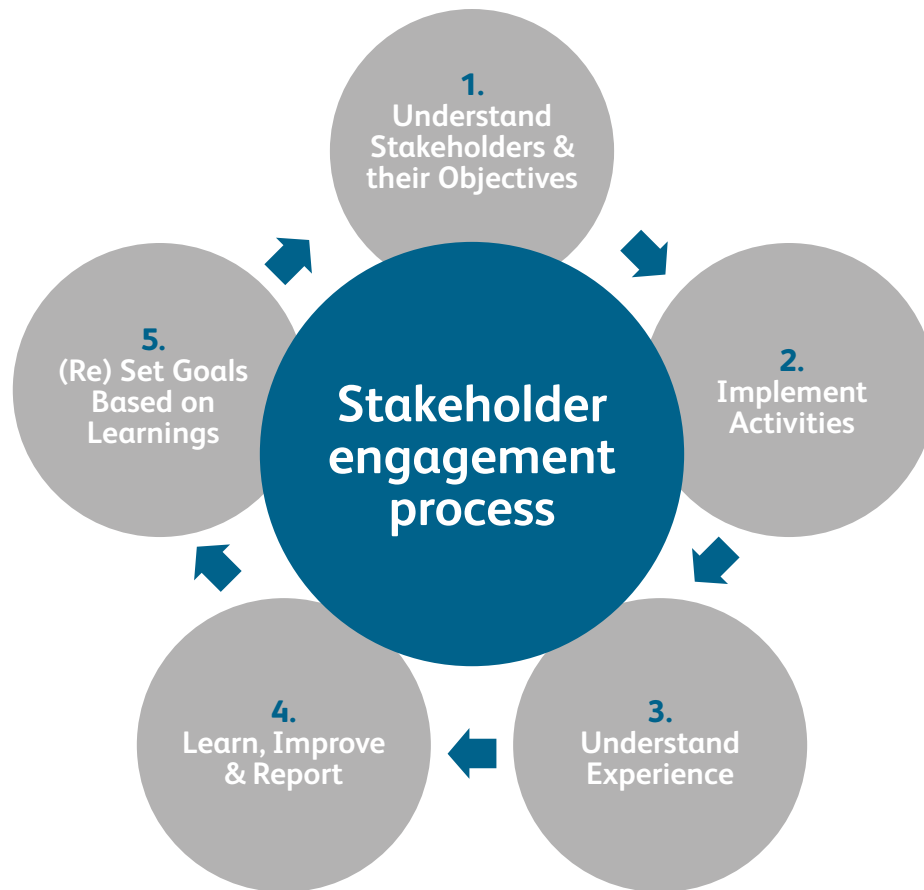 1.
Understand
Stakeholders &
their Objectives
2.
Implement
Activities
3.
Understand
Experience
4.
Learn, Improve
& Report
5.
(Re) Set Goals
Based on
Learnings
Stakeholder
engagement
process